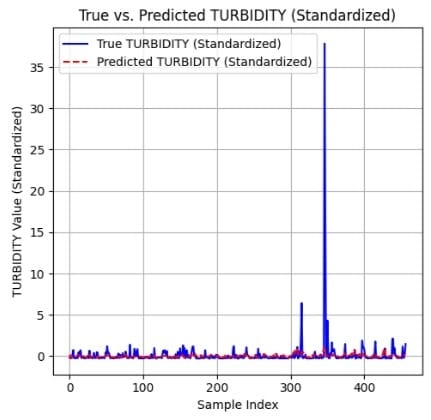 True vs. Predicted TURBIDITY (Standardized)
True TURBIDITY (Standardized)
Predicted TURBIDITY (Standardized)
TURBIDITY Value (Standardized)
35
30
25
20
15
10
5
0
0 100 200 300 400
Sample Index